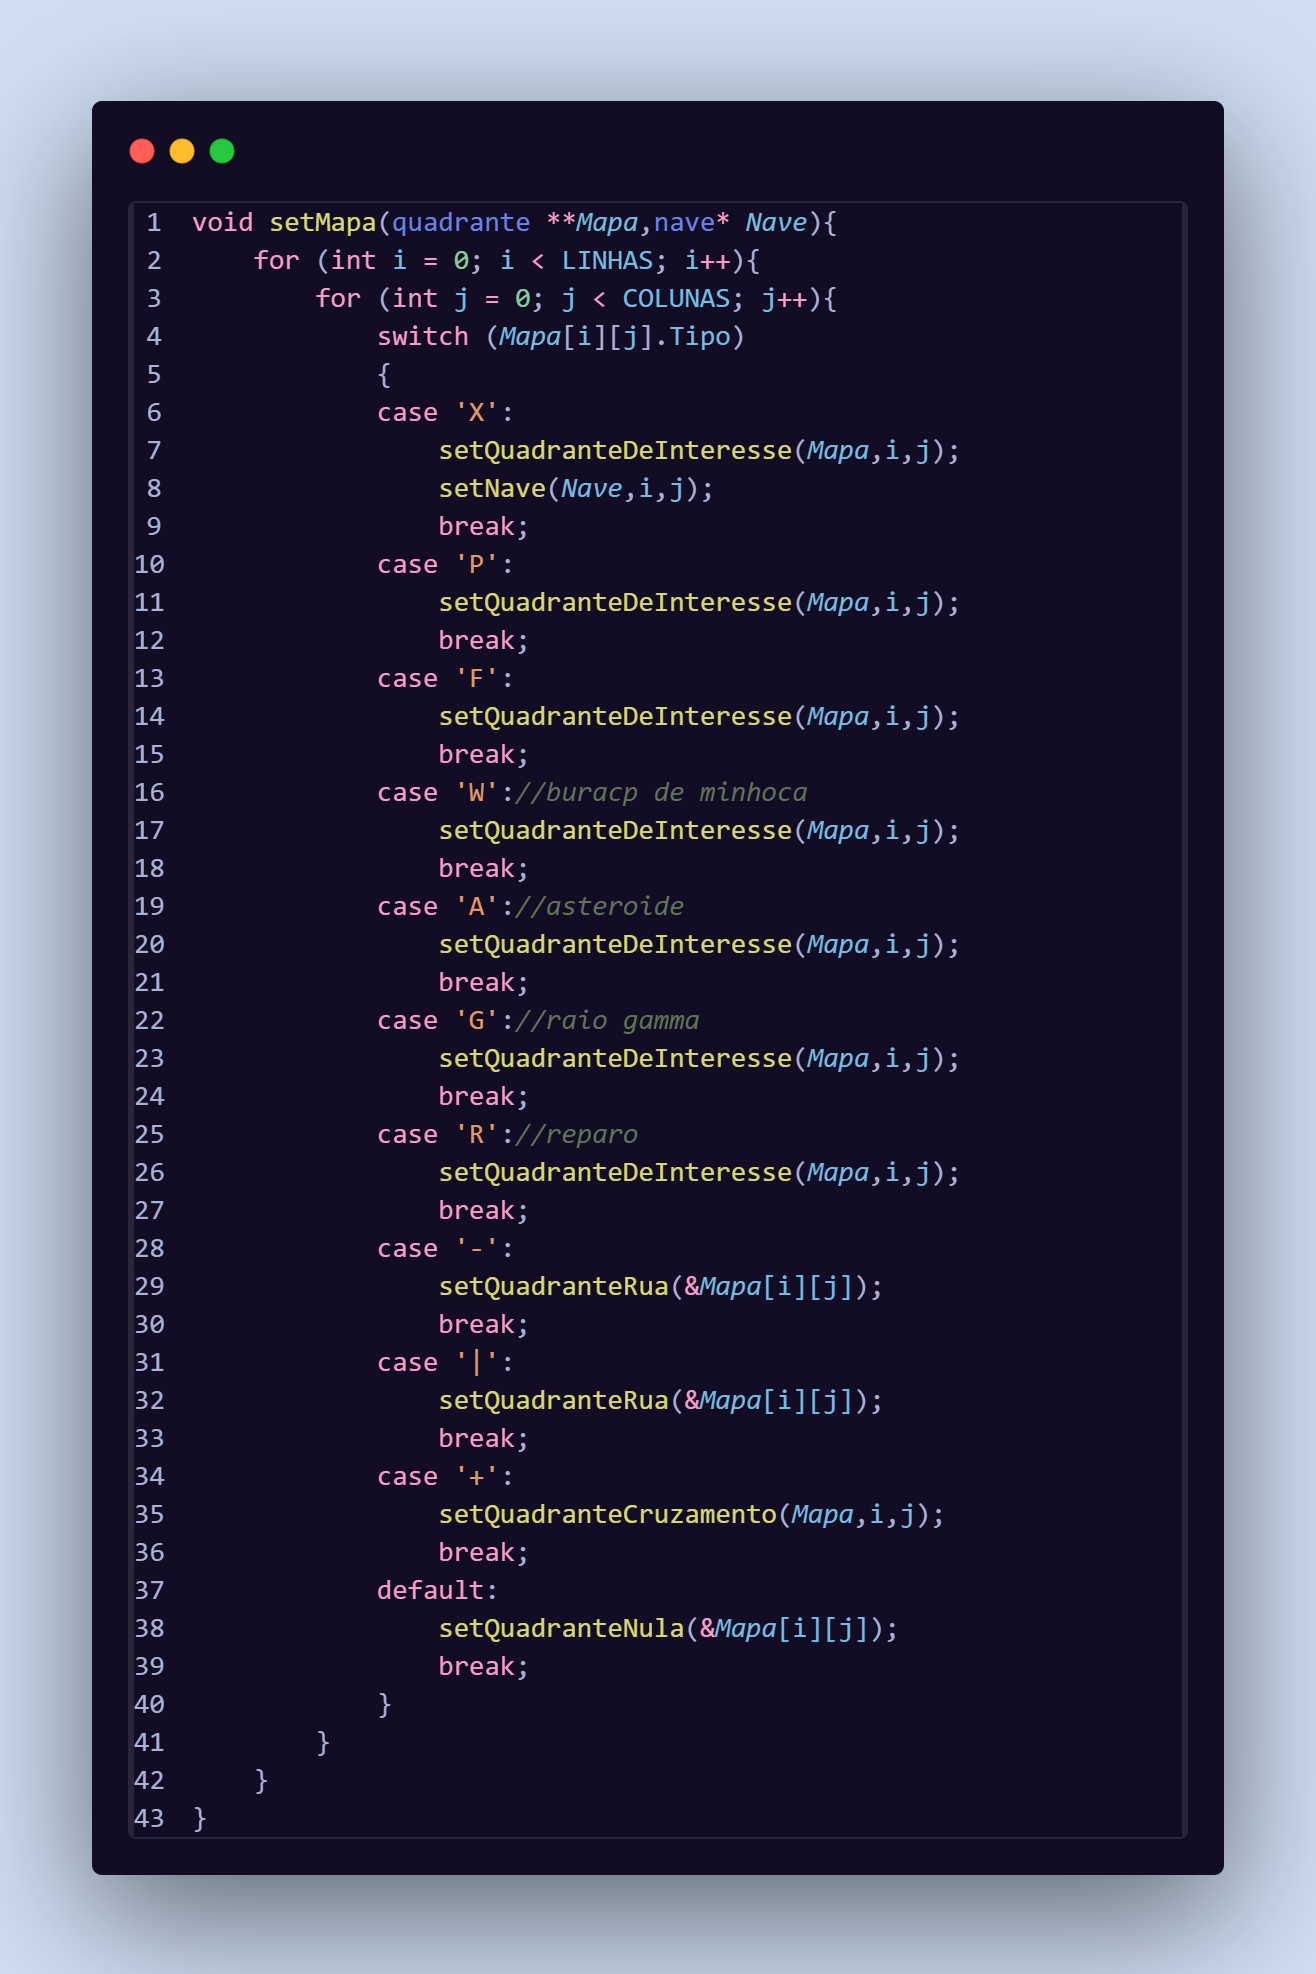 1 void setMapa(quadrante **Mapa,nave* Nave){
2     for (int i = 0; i < LINHAS; i++){
3         for (int j = 0; j < COLUNAS; j++){
4             switch (Mapa[i][j].Tipo)
5             {
6             case 'X':
7                 setQuadranteDeInteresse(Mapa,i,j);
8                 setNave(Nave,i,j);
9                 break;
10             case 'P':
11                 setQuadranteDeInteresse(Mapa,i,j);
12                 break;
13             case 'F':
14                 setQuadranteDeInteresse(Mapa,i,j);
15                 break;
16             case 'W'://buracp de minhoca
17                 setQuadranteDeInteresse(Mapa,i,j);
18                 break;
19             case 'A'://asteroide
20                 setQuadranteDeInteresse(Mapa,i,j);
21                 break;
22             case 'G'://raio gamma
23                 setQuadranteDeInteresse(Mapa,i,j);
24                 break;
25             case 'R'://reparo
26                 setQuadranteDeInteresse(Mapa,i,j);
27                 break;
28             case '-':
29                 setQuadranteRua(&Mapa[i][j]);
30                 break;
31             case '|':
32                 setQuadranteRua(&Mapa[i][j]);
33                 break;
34             case '+':
35                 setQuadranteCruzamento(Mapa,i,j);
36                 break;
37             default:
38                 setQuadranteNula(&Mapa[i][j]);
39                 break;
40             }
41         }
42     }
43 }